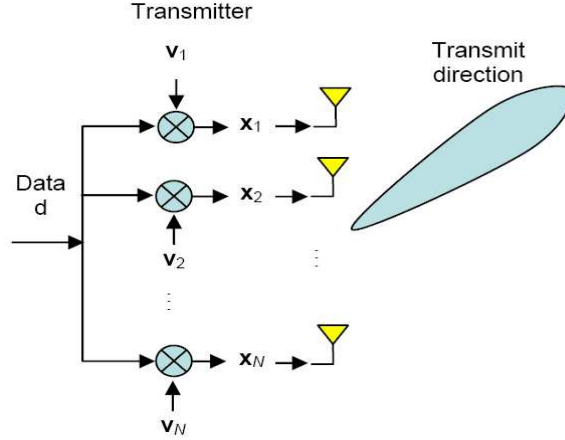 Transmitter
v1
Transmit
direction
x1
Data
d
x2
v2
xN
vN